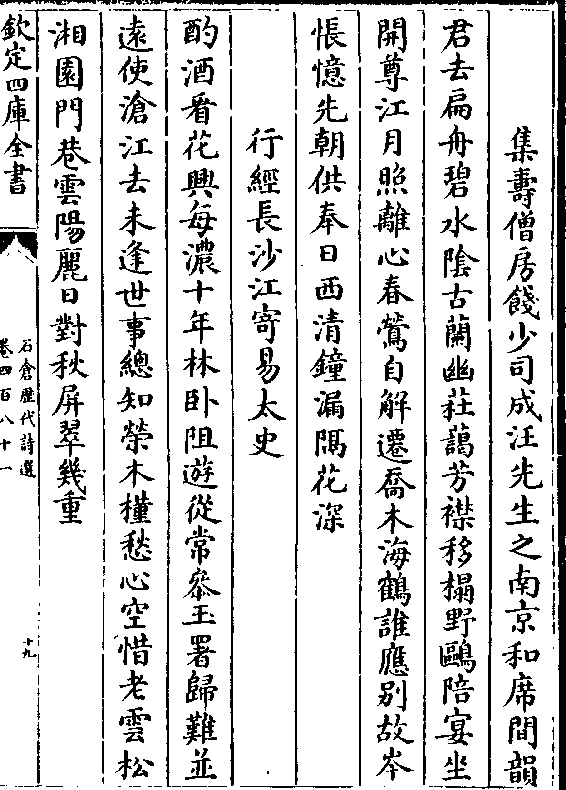 集壽僧房餞少司成汪先生之南京和席間韻
君去扁舟碧水隂古蘭幽莊藹芳襟移榻野鷗陪宴坐
開尊江月照離心春鶯自解遷喬木海鶴誰應别故岑
悵憶先朝供奉日西清鐘漏隔花深
行經長沙江寄易太史
酌酒看花興每濃十年林卧阻遊從常叅玉署歸難並
遠使滄江去未逢世事總知榮木槿愁心空惜老雲松
湘園門巷雲陽麗日對秋屏翠幾重
欽定四庫全書
石倉歴代詩選
卷四百八十一
十九